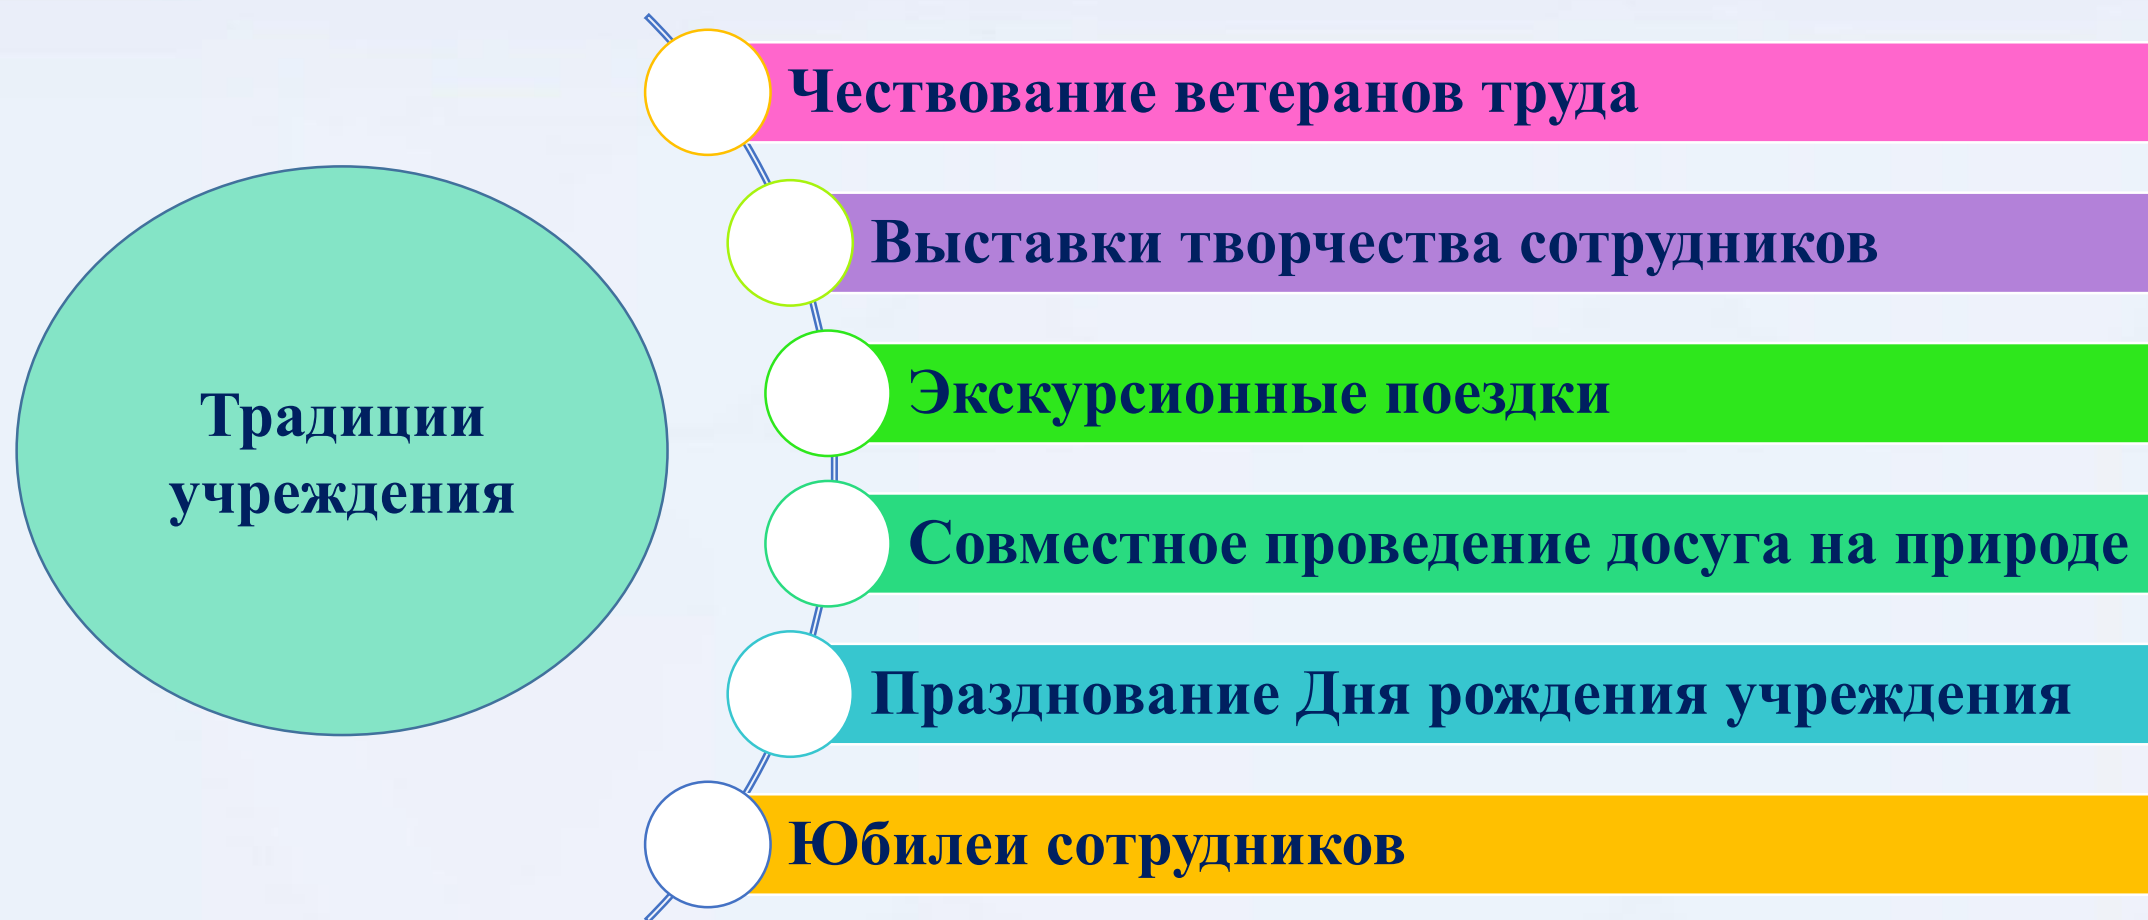 Традиции
учреждения
Чествование ветеранов труда
Выставки творчества сотрудников
Экскурсионные поездки
Совместное проведение досуга на природе
Празднование Дня рождения учреждения
Юбилеи сотрудников